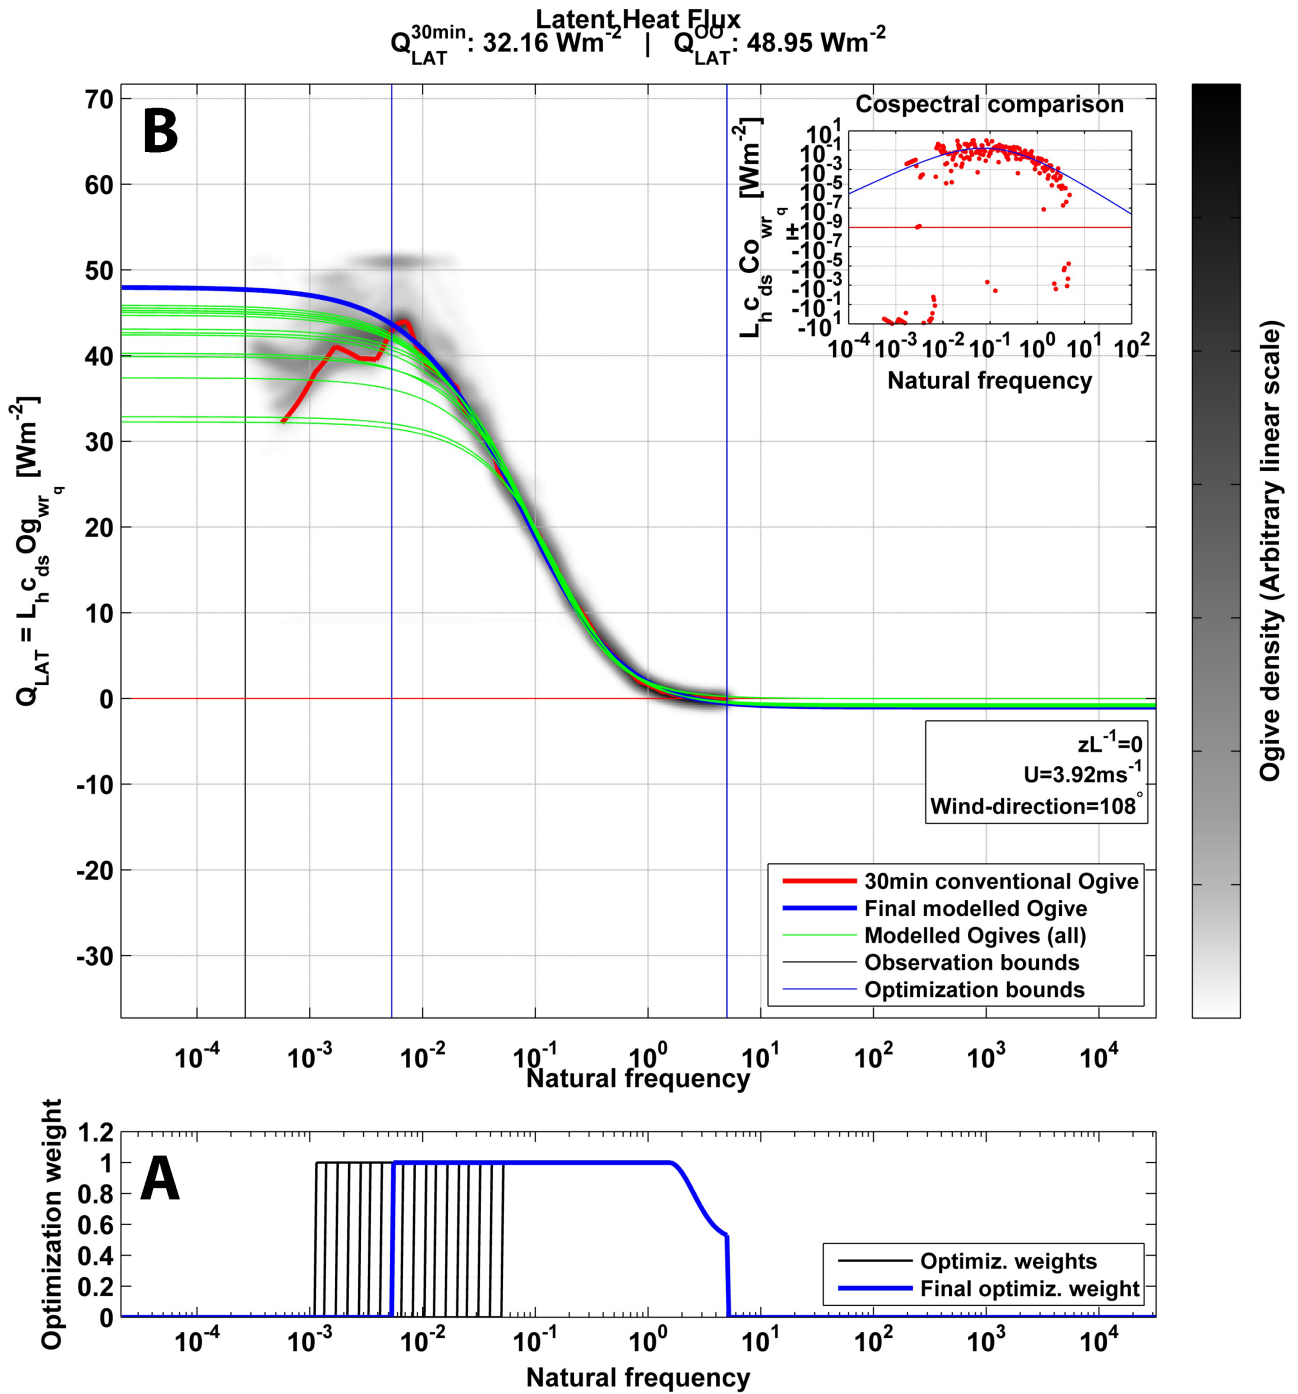 Latent Heat Flux
Q_LAT^30min: 32.16 Wm^-2 | Q_LAT^OO: 48.95 Wm^-2
B
Q_LAT = L_h c_ds Og_wr_q [Wm^-2]
70
60
50
40
30
20
10
0
-10
-20
-30
10^-4 10^-3 10^-2 10^-1 10^0 10^1 10^2 10^3 10^4
Natural frequency
Cospectral comparison
L_h c_ds Co_wr_q [Wm^-2]
10^1
10^-1
10^-3
10^-5
10^-7
±10^-9
-10^-7
-10^-5
-10^-3
-10^-1
-10^1
10^-4 10^-3 10^-2 10^-1 10^0 10^1 10^2
Natural frequency
zL^-1=0
U=3.92ms^-1
Wind-direction=108°
30min conventional Ogive
Final modelled Ogive
Modelled Ogives (all)
Observation bounds
Optimization bounds
Ogive density (Arbitrary linear scale)
A
Optimization weight
1.2
1
0.8
0.6
0.4
0.2
0
10^-4 10^-3 10^-2 10^-1 10^0 10^1 10^2 10^3 10^4
Natural frequency
Optimiz. weights
Final optimiz. weight